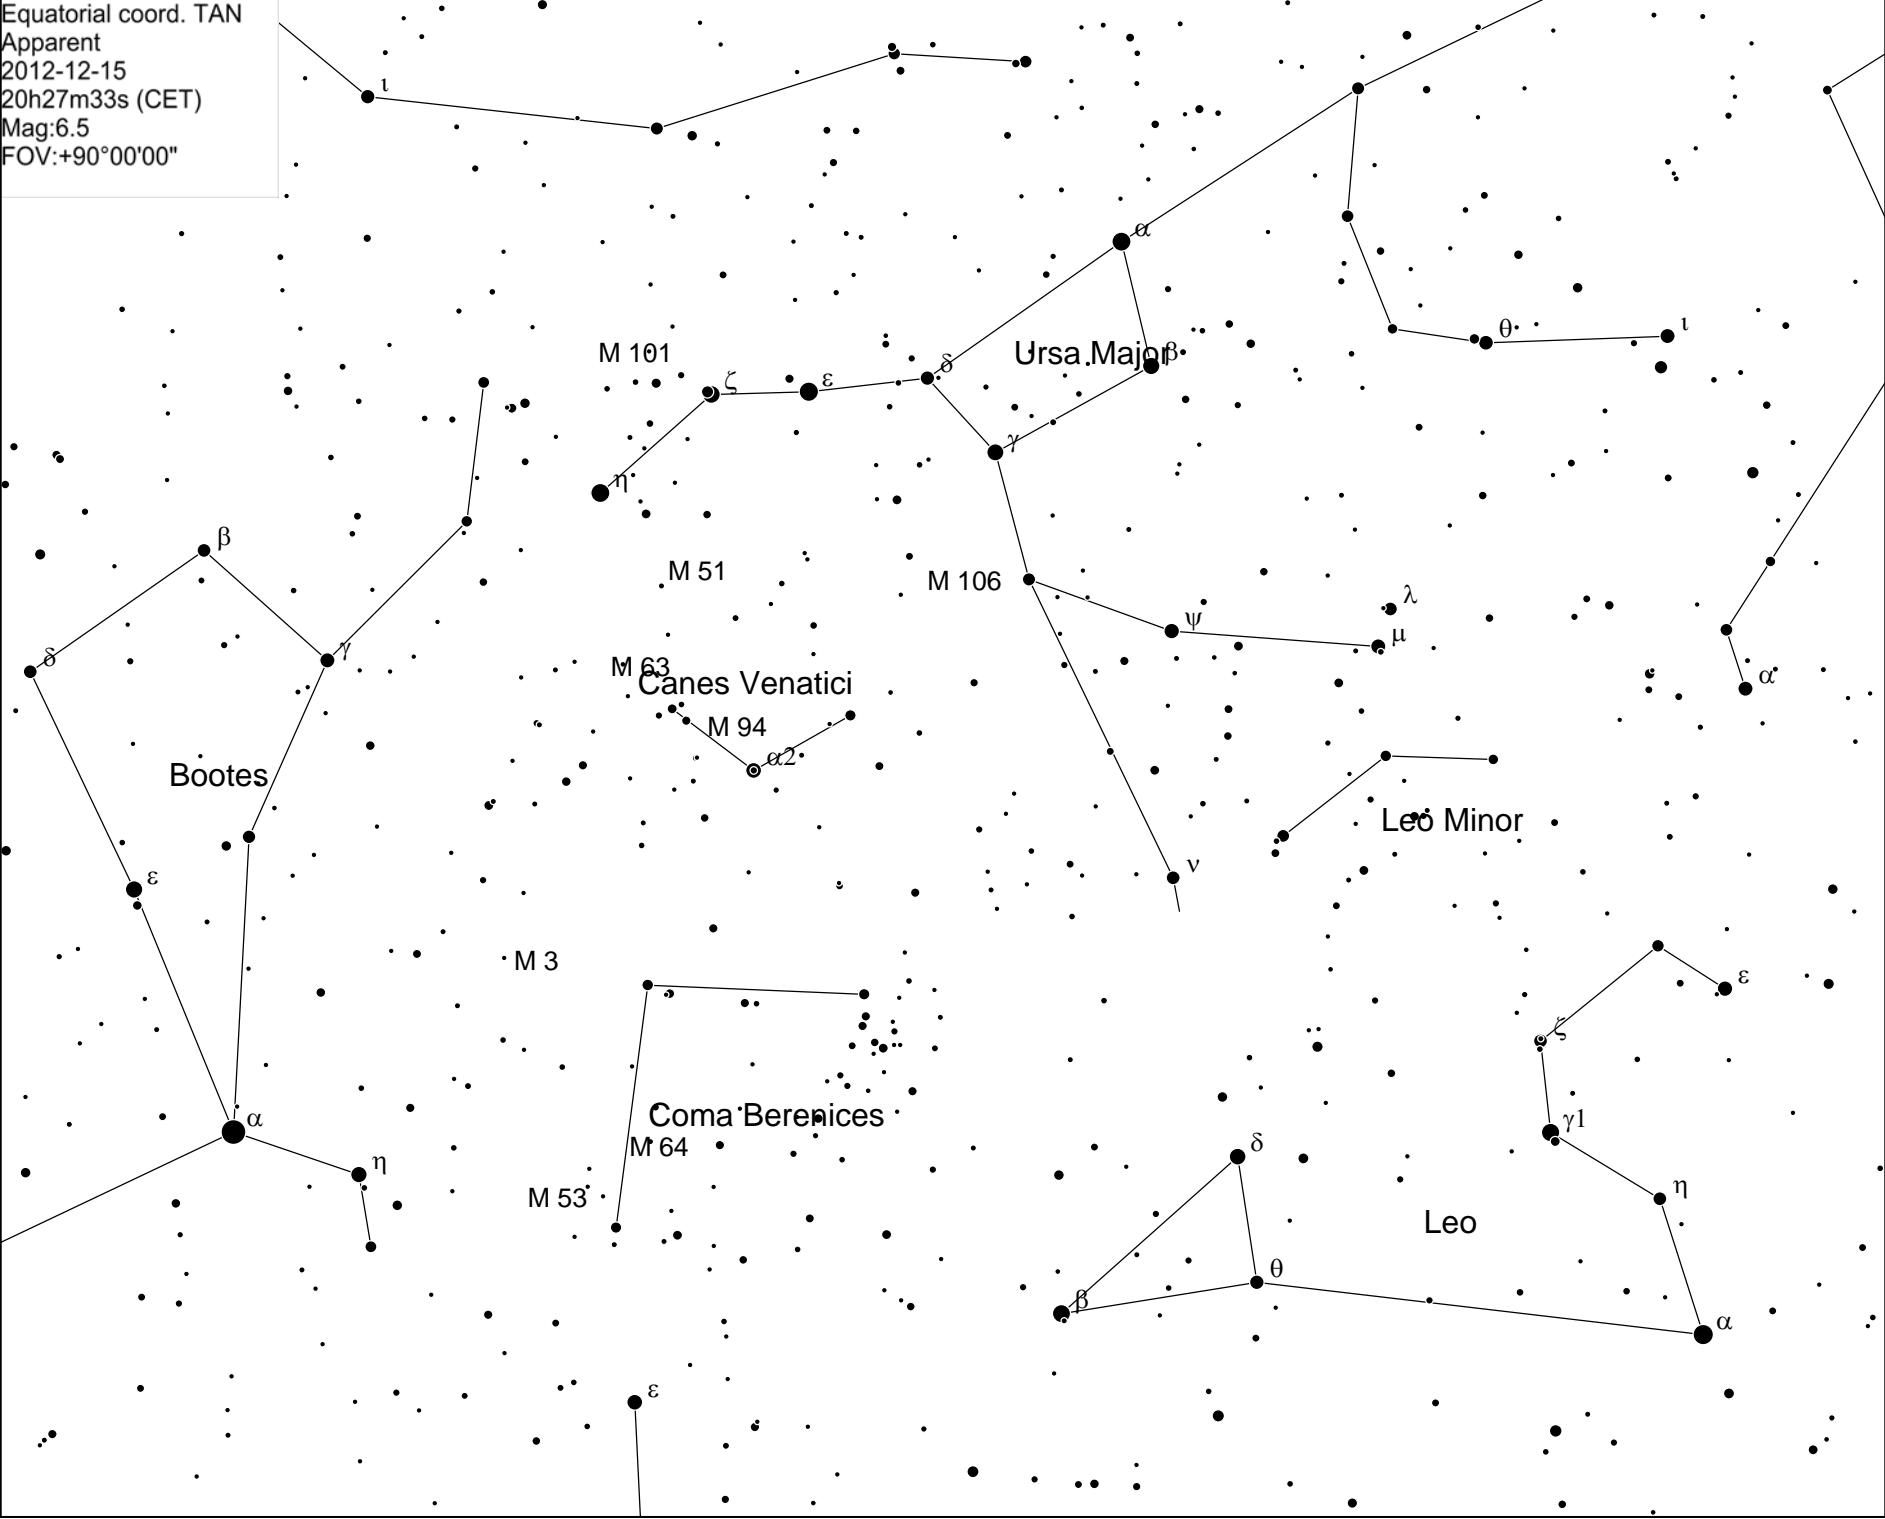 Equatorial coord. TAN
Apparent
2012-12-15
20h27m33s (CET)
Mag:6.5
FOV:+90°00'00"
ι
α
θ
ι
M 101
Ursa Major
β
ζ
ε
δ
γ
η
β
M 51
M 106
λ
ψ
μ
δ
γ
M 63
Canes Venatici
α
M 94
α2
Bootes
Leo Minor
ν
ε
M 3
ε
ζ
Coma Berenices
α
γ1
M 64
δ
η
η
M 53
Leo
θ
β
α
ε